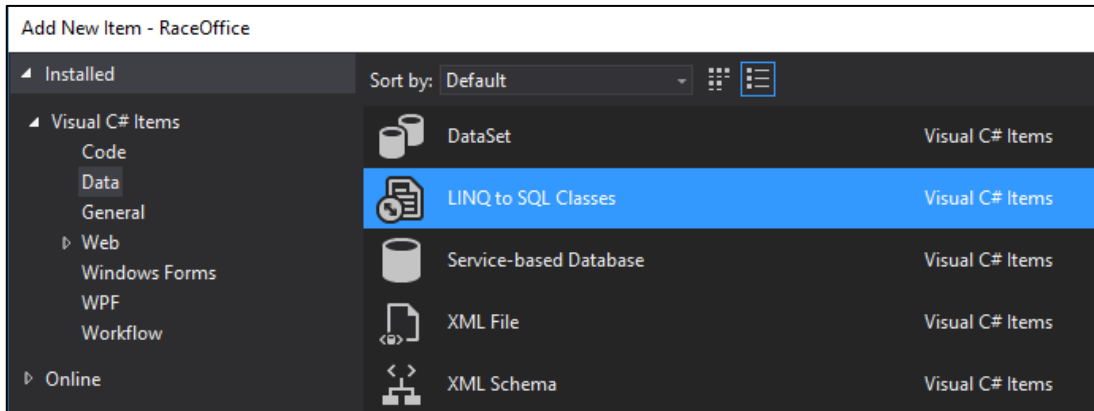 Add New Item - RaceOffice
Installed
Visual C# Items
Code
Data
General
Web
Windows Forms
WPF
Workflow
Online
Sort by: Default
DataSet Visual C# Items
LINQ to SQL Classes Visual C# Items
Service-based Database Visual C# Items
XML File Visual C# Items
XML Schema Visual C# Items